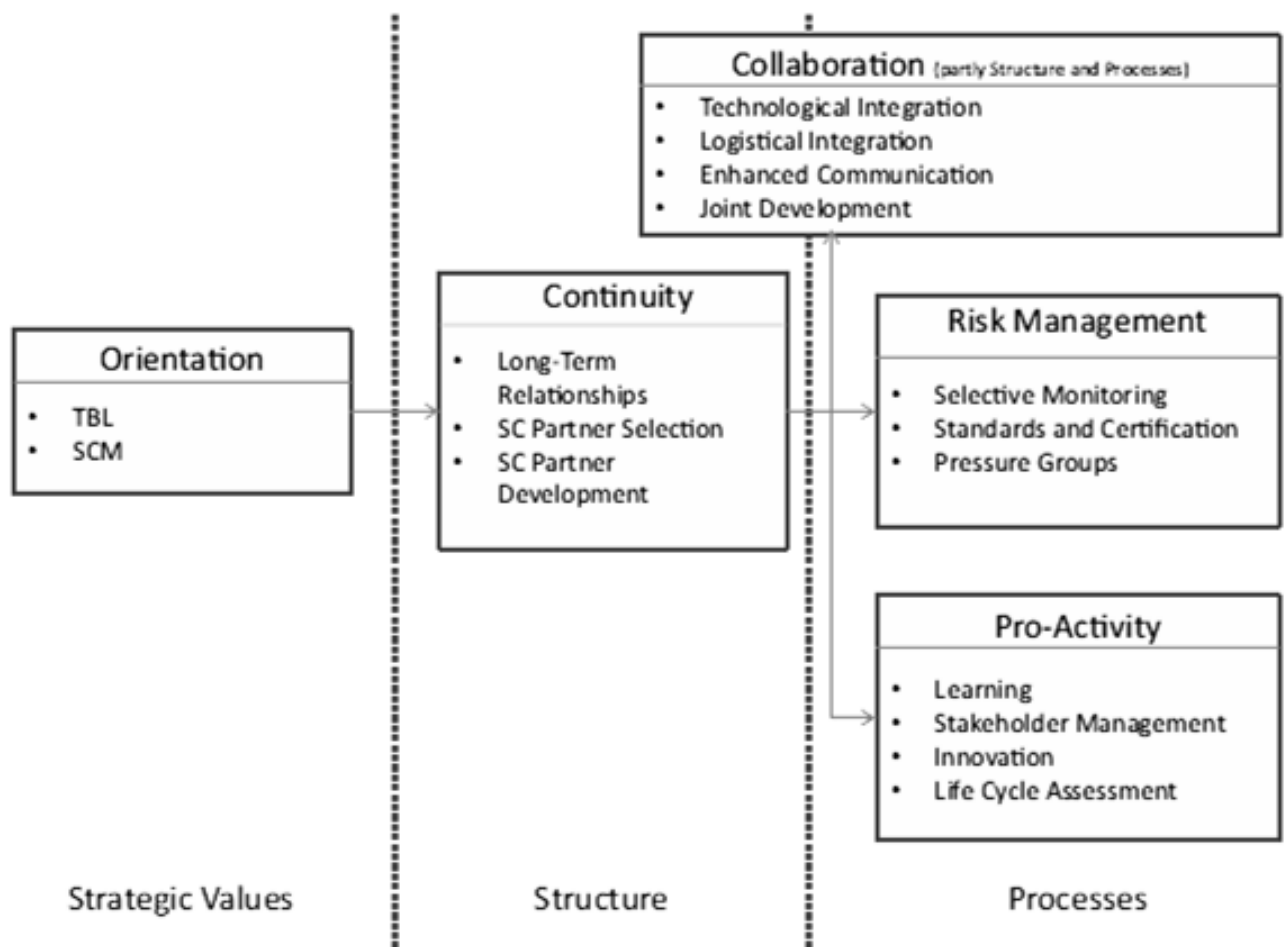 Collaboration (partly Structure and Processes)
• Technological Integration
• Logistical Integration
• Enhanced Communication
• Joint Development
Orientation
• TBL
• SCM
Continuity
• Long-Term
Relationships
• SC Partner Selection
• SC Partner
Development
Risk Management
• Selective Monitoring
• Standards and Certification
• Pressure Groups
Pro-Activity
• Learning
• Stakeholder Management
• Innovation
• Life Cycle Assessment
Strategic Values
Structure
Processes